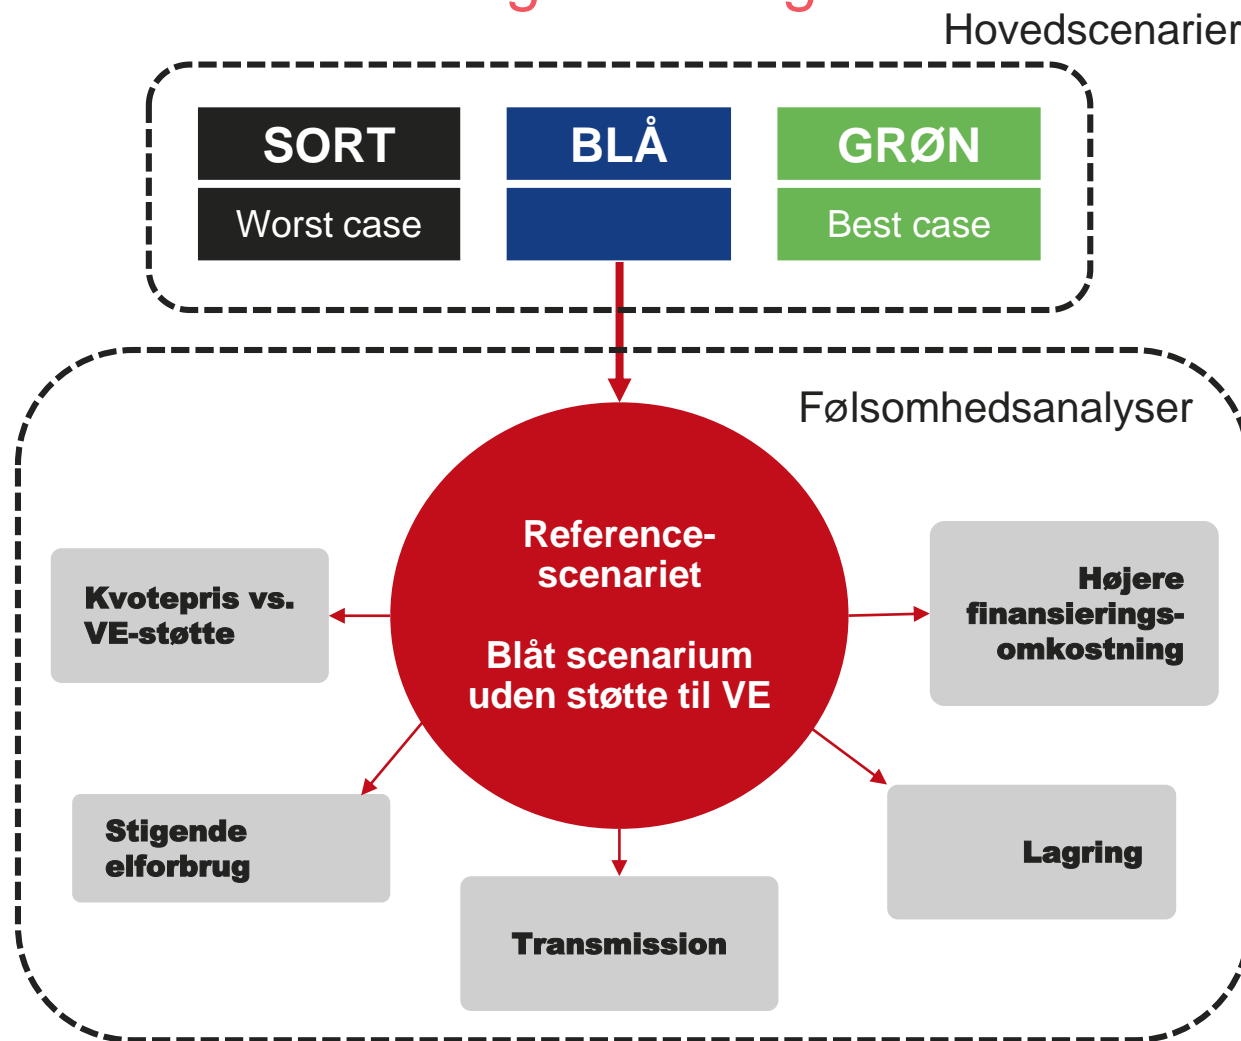 Hovedscenarier
SORT
BLÅ
GRØN
Worst case
Best case
Følsomhedsanalyser
Reference-
scenariet
Blåt scenarium
uden støtte til VE
Kvotepris vs.
VE-støtte
Højere
finansierings-
omkostning
Stigende
elforbrug
Lagring
Transmission